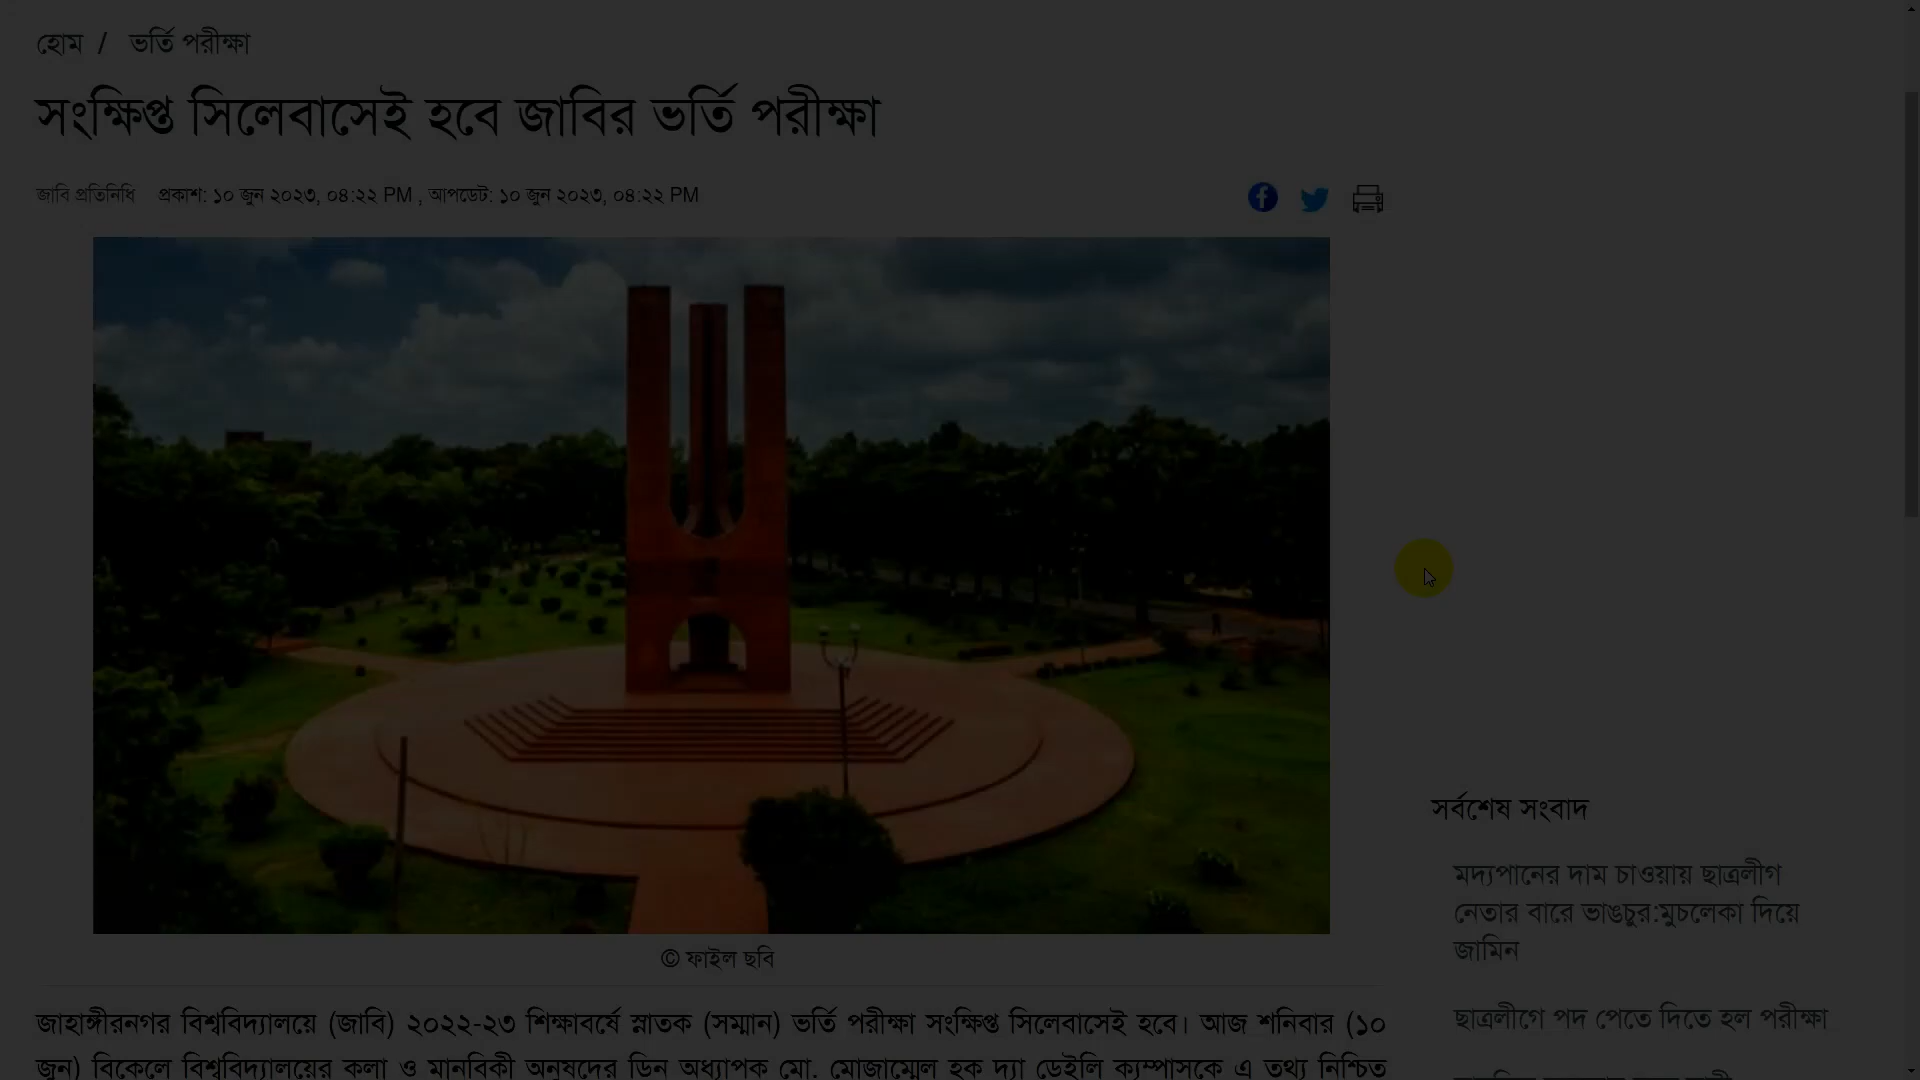 হোম / ভর্তি পরীক্ষা
সংক্ষিপ্ত সিলেবাসেই হবে জাবির ভর্তি পরীক্ষা
জাবি প্রতিনিধি প্রকাশ: ১০ জুন ২০২৩, ০৪:২২ PM , আপডেট: ১০ জুন ২০২৩, ০৪:২২ PM
© ফাইল ছবি
জাহাঙ্গীরনগর বিশ্ববিদ্যালয়ে (জাবি) ২০২২-২৩ শিক্ষাবর্ষে স্নাতক (সম্মান) ভর্তি পরীক্ষা সংক্ষিপ্ত সিলেবাসেই হবে। আজ শনিবার (১০
জুন) বিকেলে বিশ্ববিদ্যালয়ের কলা ও মানবিকী অনুষদের ডিন অধ্যাপক মো. মোজাম্মেল হক দ্যা ডেইলি ক্যম্পাসকে এ তথ্য নিশ্চিত
সর্বশেষ সংবাদ
মদ্যপানের দাম চাওয়ায় ছাত্রলীগ
নেতার বারে ভাঙচুর:মুচলেকা দিয়ে
জামিন
ছাত্রলীগে পদ পেতে দিতে হল পরীক্ষা